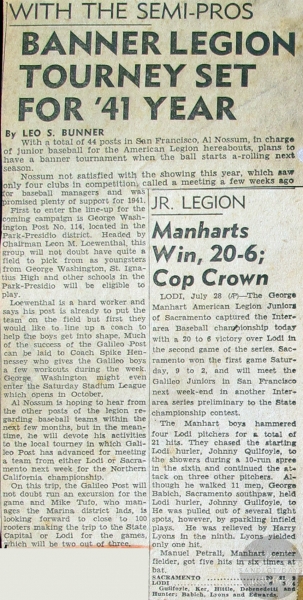 WITH THE SEMI-PROS
BANNER LEGION
TOURNEY SET
FOR '41 YEAR
By LEO S. BUNNER
With a total of 44 posts in San Francisco, Al Nossum, in charge
of junior baseball for the American Legion hereabouts, plans to
have a banner tournament when the ball starts a-rolling next
season.
Nossum not satisfied with the showing this year, which saw
only four clubs in competition, called a meeting a few weeks ago
for baseball managers and was
promised plenty of support for 1941.
First to enter the line-up for the
coming campaign is George Wash-
ington Post No. 114, located in the
Park-Presidio district. Headed by
Chairman Leon M. Loewenthal, this
group will not doubt have quite a
field to pick from as youngsters
from George Washington, St. Igna-
tius High and other schools in the
Park-Presidio will be eligible to
play.
Loewenthal is a hard worker and
says his post is already to put the
team on the field but first they
would like to line up a coach to
help the boys get into shape. Much
of the success of the Galileo Post
can be laid to Coach Spike Hen-
nessey who gives the Galileo boys
a few workouts during the week.
George Washington might even
enter the Saturday Stadium League
which opens in October.
Al Nossum is hoping to hear from
the other posts of the legion re-
garding baseball teams within the
next few months, but in the mean-
time, he will devote his activities
to the local tourney in which Gali-
leo Post has advanced for meeting
a team from either Lodi or Sacra-
mento next week for the Northern
California championship.
On this trip, the Galileo Post will
no doubt run an excursion for the
game and Mike Tufo, who man-
ages the Marina district lads, is
looking forward to close to 100
rooters making the trip to the State
Capital or Lodi for the games,
which will be two out of three.
JR. LEGION
Manharts
Win, 20-6;
Cop Crown
LODI, July 28 (AP)—The George
Manhart American Legion Juniors
of Sacramento captured the Inter-
area Baseball championship today
with a 20 to 6 victory over Lodi in
the second game of the series. Sac-
ramento won the first game Satur-
day, 9 to 2, and will meet the
Galileo Juniors in San Francisco
next week-end in another Inter-
area series preliminary to the State
championship contest.
The Manhart boys hammered
four Lodi pitchers for a total of
21 hits. They chased the starting
Lodi hurler, Johnny Quilfoyle, to
the showers during a 10-run spree
in the sixth and continued the at-
tack on three other pitchers. Al-
though he walked 11 men, George
Babich, Sacramento southpaw, held
Lodi hurler, Johnny Guilfoyle, to
He was pulled out of several tight
spots, however, by sparkling infield
plays. He was relieved by Harry
Lyons in the ninth. Lyons yielded
only one hit.
Manuel Petrali, Manhart center
fielder, got five hits in six times at
bat.
SACRAMENTO 20 21 2
LODI 6
Guilfoyle, Hittle, Debenedetti and
Hunter; Babich, Lyons and Edwards.